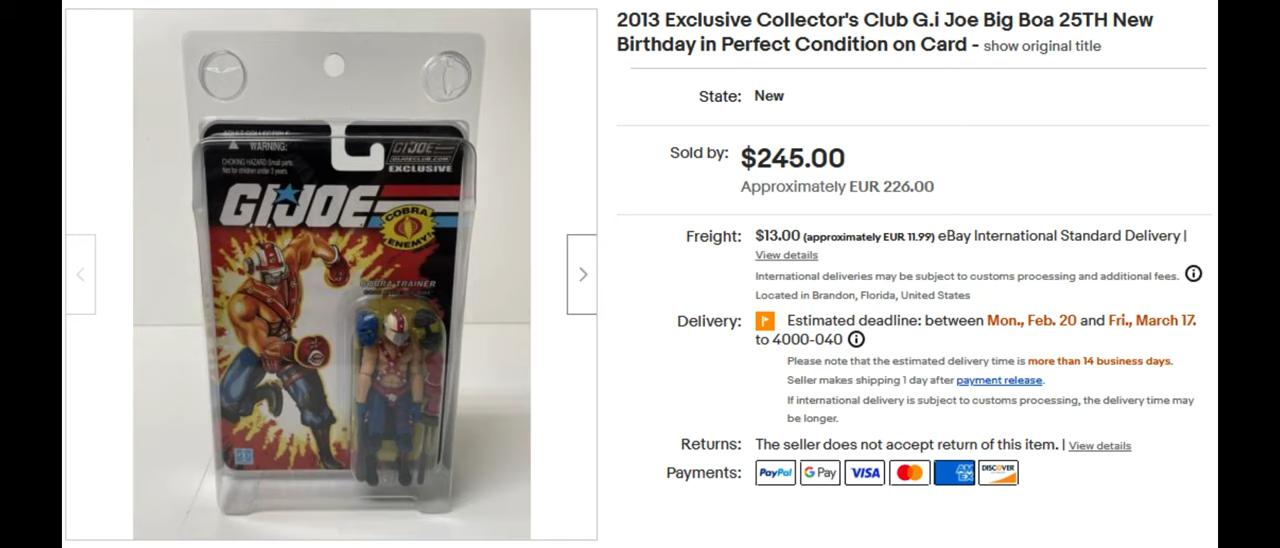 2013 Exclusive Collector's Club G.i Joe Big Boa 25TH New
Birthday in Perfect Condition on Card - show original title
State: New
Sold by: $245.00
Approximately EUR 226.00
Freight: $13.00 (approximately EUR 11.99) eBay International Standard Delivery |
View details
International deliveries may be subject to customs processing and additional fees.
Located in Brandon, Florida, United States
Delivery: Estimated deadline: between Mon., Feb. 20 and Fri., March 17.
to 4000-040
Please note that the estimated delivery time is more than 14 business days.
Seller makes shipping 1 day after payment release.
If international delivery is subject to customs processing, the delivery time may
be longer.
Returns: The seller does not accept return of this item. | View details
Payments: PayPal G Pay VISA AM EX DISCOVER
ADULT COLLECTIBLE
WARNING:
CHOKING HAZARD-Small parts.
Not for children under 3 years.
GI JOE
GIJOECLUB.COM
EXCLUSIVE
GI JOE
COBRA
ENEMY!
COBRA TRAINER